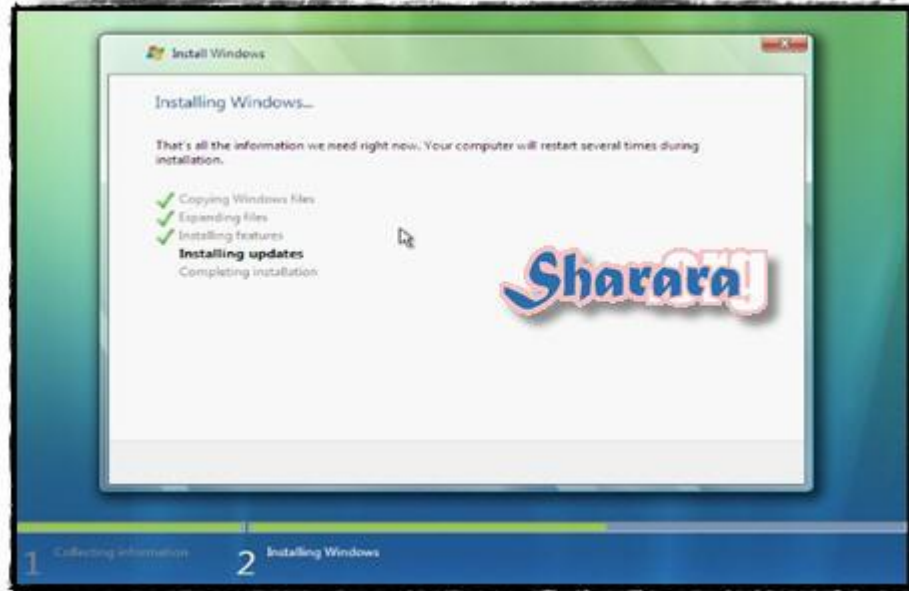 Install Windows
Installing Windows...
That's all the information we need right now. Your computer will restart several times during
installation.
Copying Windows files
Expanding files
Installing features
Installing updates
Completing installation
Sharara.org
1 Collecting information
2 Installing Windows